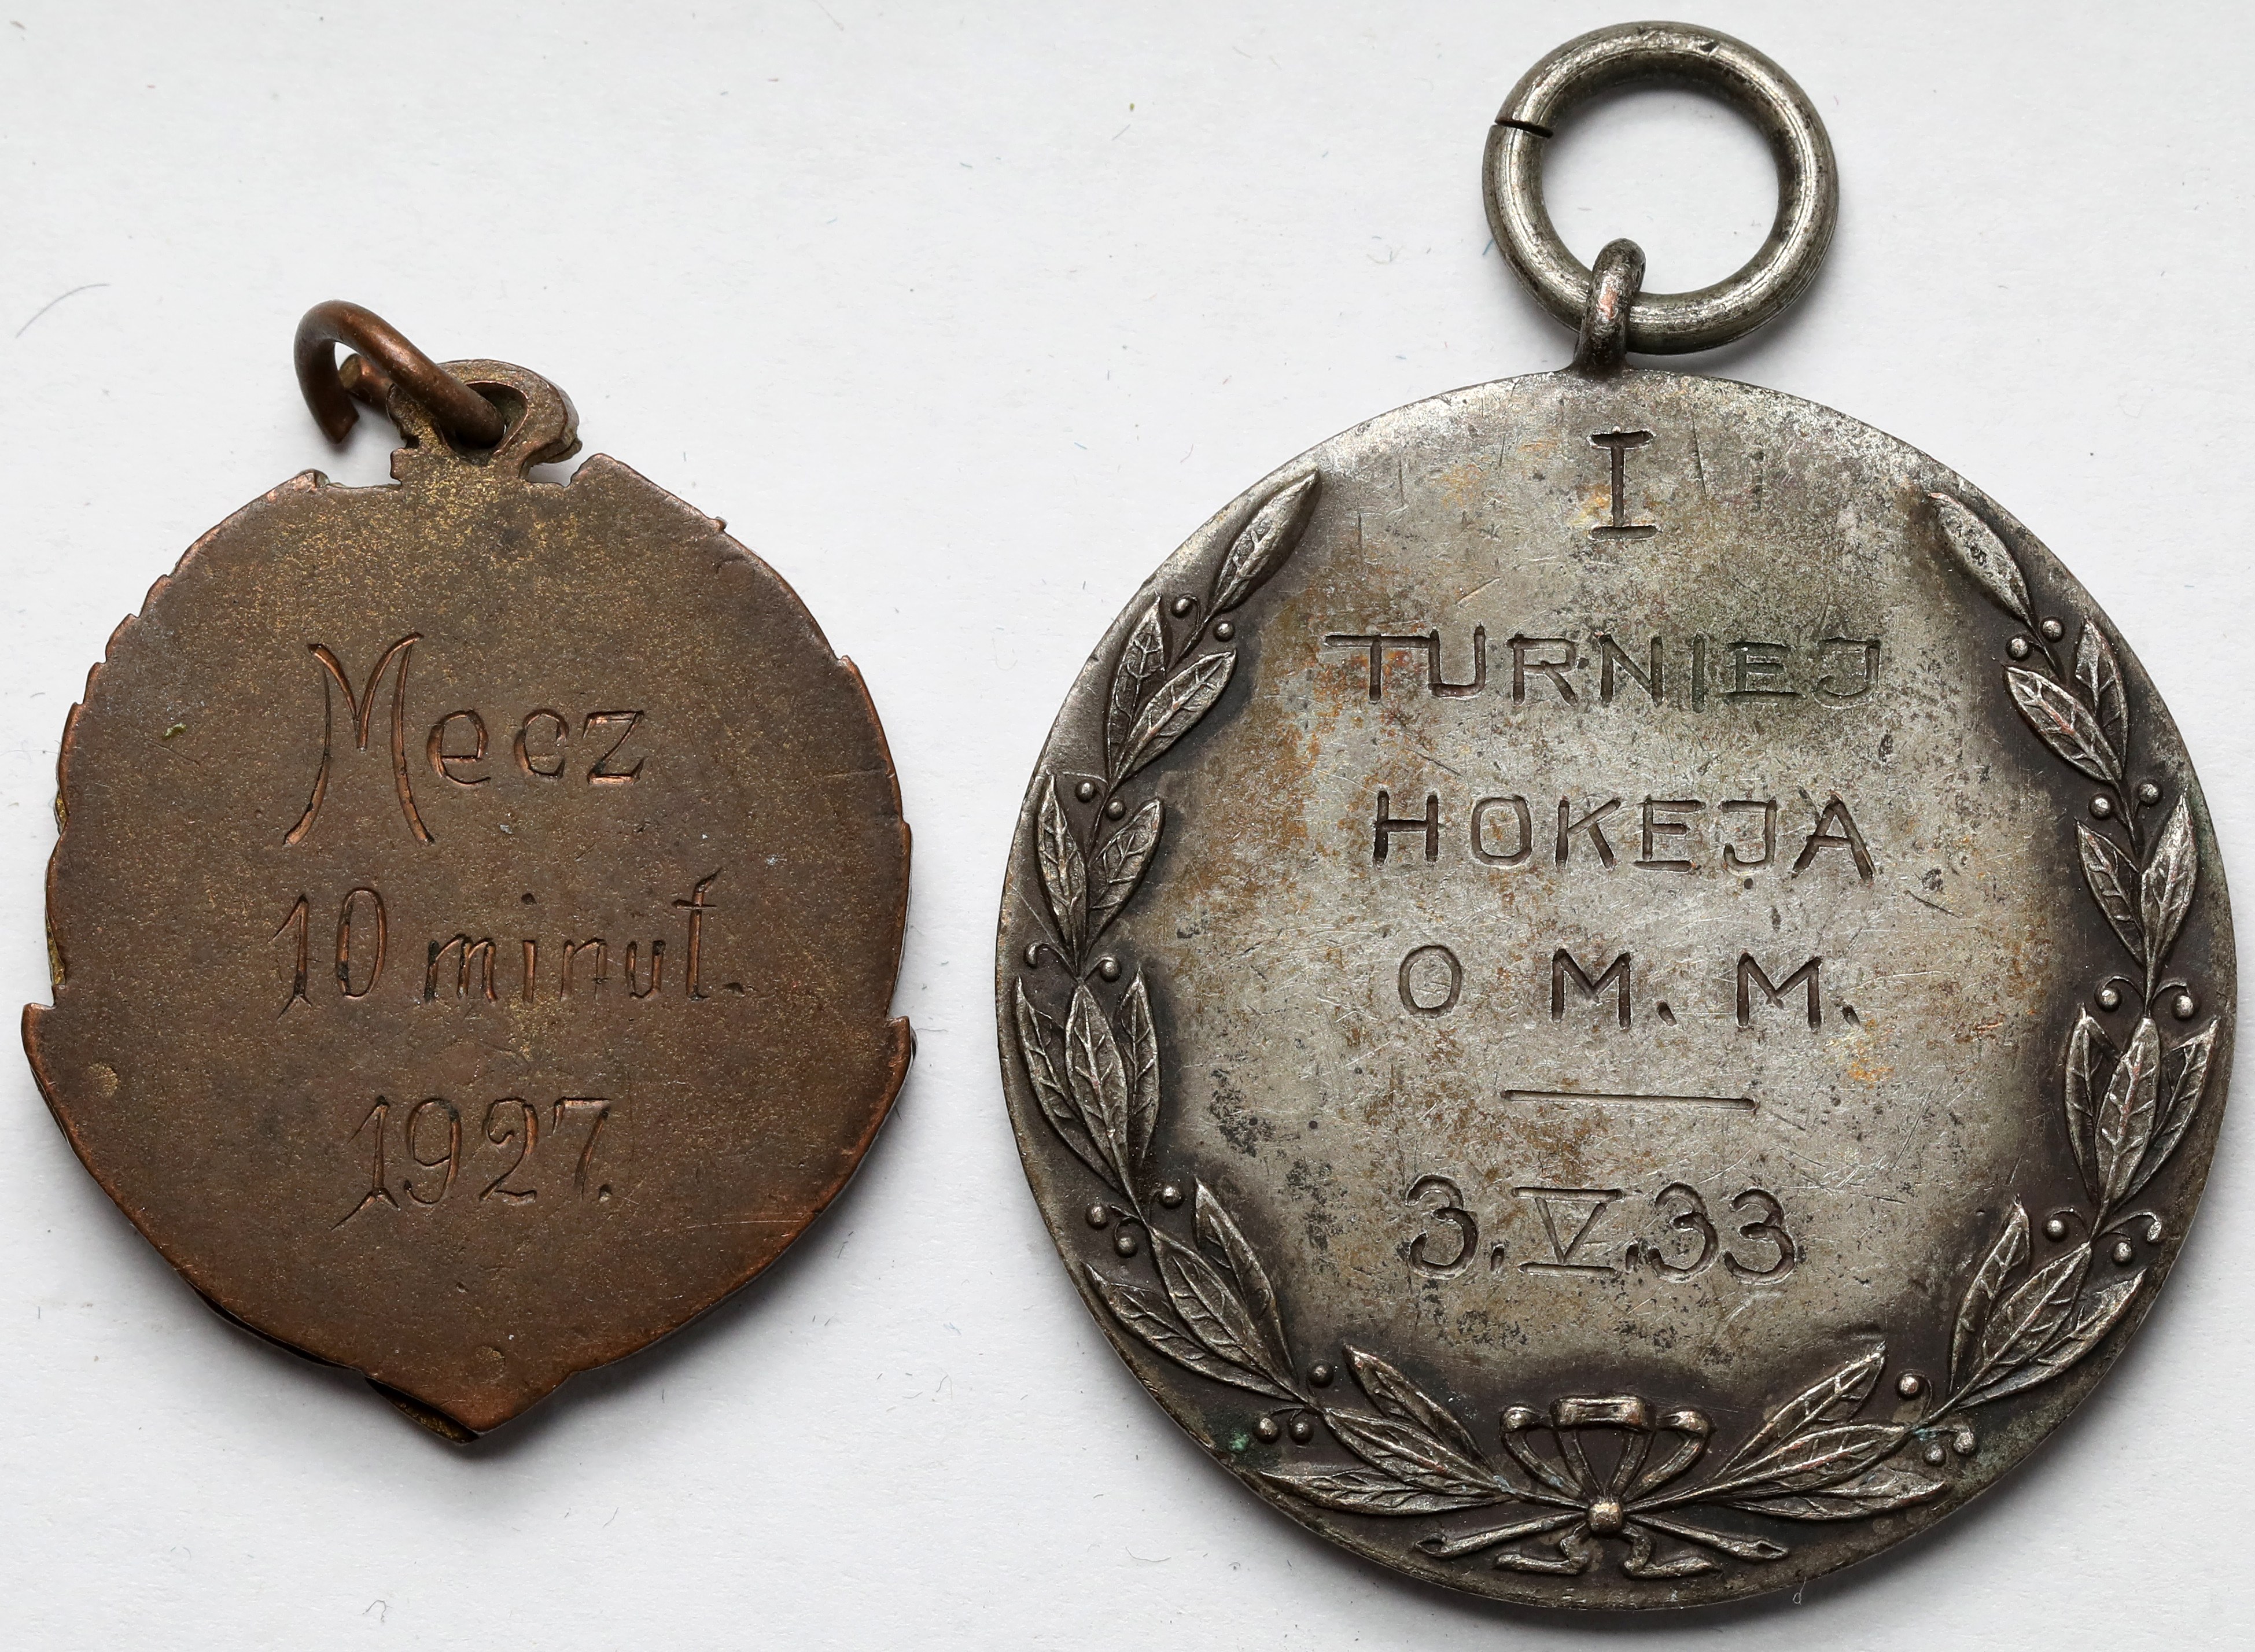 Mecz
10 minut.
1927.
I
TURNIEJ
HOKEJA
O M. M.
3.V.33